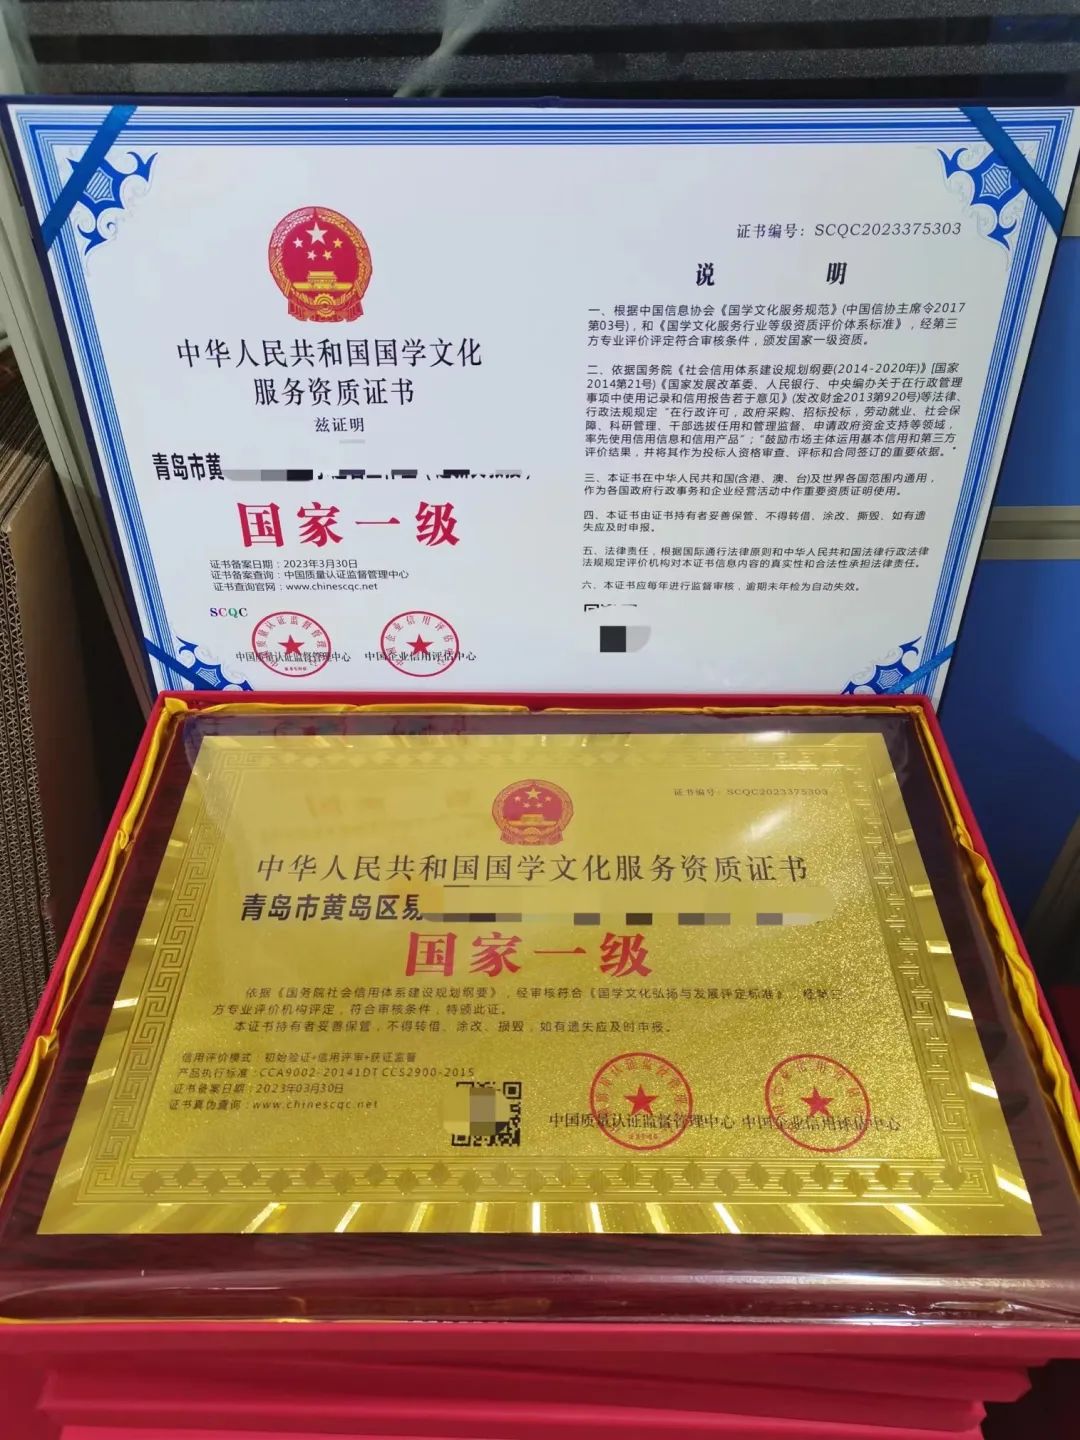 中华人民共和国国学文化
服务资质证书
兹证明
青岛市黄
国家一级
证书备案日期：2023年3月30日
证书备案查询：中国质量认证监督管理中心
证书查询官网：www.chinescqc.net
SCQC
中国质量认证监督管理中心 中国企业信用评估中心
证书编号：SCQC2023375303
说 明
一、根据中国信息协会《国学文化服务规范》(中国信协主席令2017
第03号)，和《国学文化服务行业等级资质评价体系标准》，经第三
方专业评价评定符合审核条件，颁发国家一级资质。
二、依据国务院《社会信用体系建设规划纲要(2014-2020年)》[国家
2014第21号]《国家发展改革委、人民银行、中央编办关于在行政管理
事项中使用记录和信用报告若干意见》(发改财金2013第920号)等法律、
行政法规规定“在行政许可，政府采购、招标投标，劳动就业、社会保
障、科研管理、干部选拔任用和管理监督、申请政府资金支持等领域，
率先使用信用信息和信用产品”；“鼓励市场主体运用基本信用和第三方
评价结果，并将其作为投标人资格审查、评标和合同签订的重要依据。”
三、本证书在中华人民共和国(含港、澳、台)及世界各国范围内通用，
作为各国政府行政事务和企业经营活动中作重要资质证明使用。
四、本证书由证书持有者妥善保管、不得转借、涂改、撕毁、如有遗
失应及时申报。
五、法律责任，根据国际通行法律原则和中华人民共和国法律行政法律
法规规定评价机构对本证书信息内容的真实性和合法性承担法律责任。
六、本证书应每年进行监督审核，逾期未年检为自动失效。
证书编号：SCQC2023375303
中华人民共和国国学文化服务资质证书
青岛市黄岛区易
国家一级
依据《国务院社会信用体系建设规划纲要》，经审核符合《国学文化弘扬与发展评定标准》 经第三
方专业评价机构评定，符合审核条件，特颁此证。
本证书持有者妥善保管，不得转借、涂改、损毁，如有遗失应及时申报。
信用评价模式：初始验证+信用评审+获证监督
产品执行标准：CCA9002-20141DT CCS2900-2015
证书备案日期：2023年03月30日
证书真伪查询：www.chinescqc.net
中国质量认证监督管理中心 中国企业信用评估中心